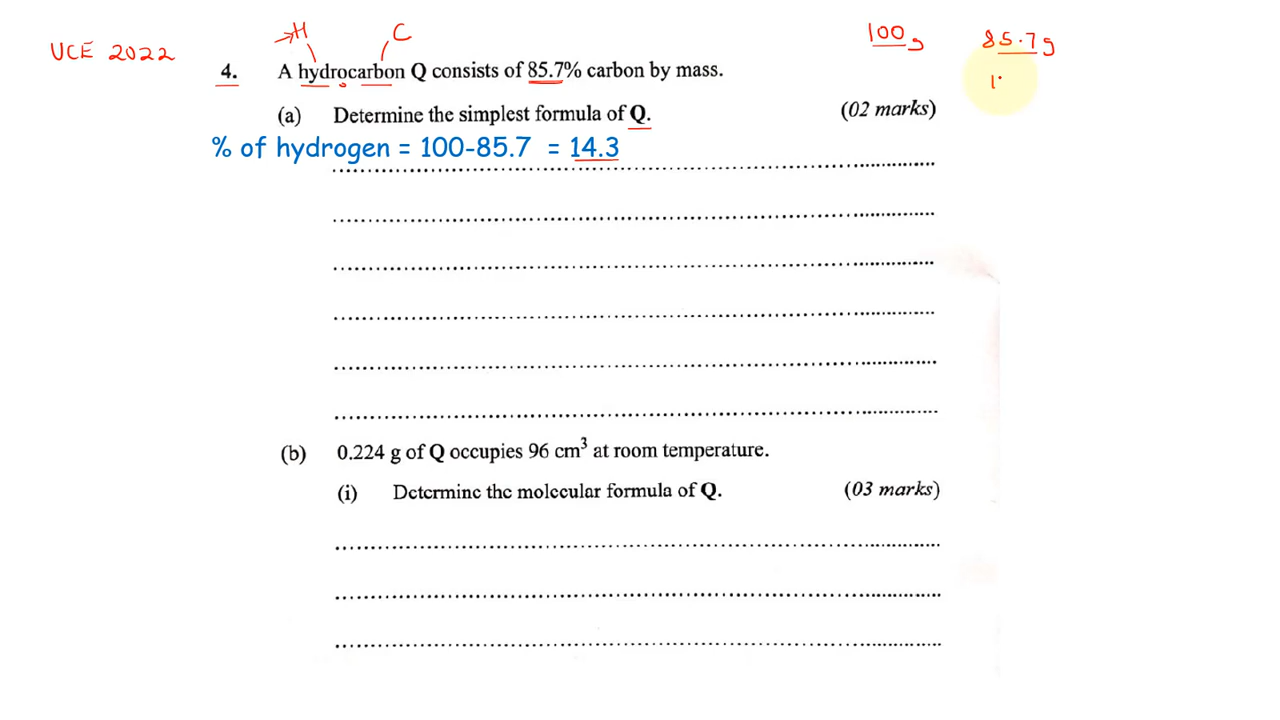 UCE 2022
H C 100g 85.7g
4. A hydrocarbon Q consists of 85.7% carbon by mass.
(a) Determine the simplest formula of Q. (02 marks)
% of hydrogen = 100-85.7 = 14.3
(b) 0.224 g of Q occupies 96 cm³ at room temperature.
(i) Determine the molecular formula of Q. (03 marks)